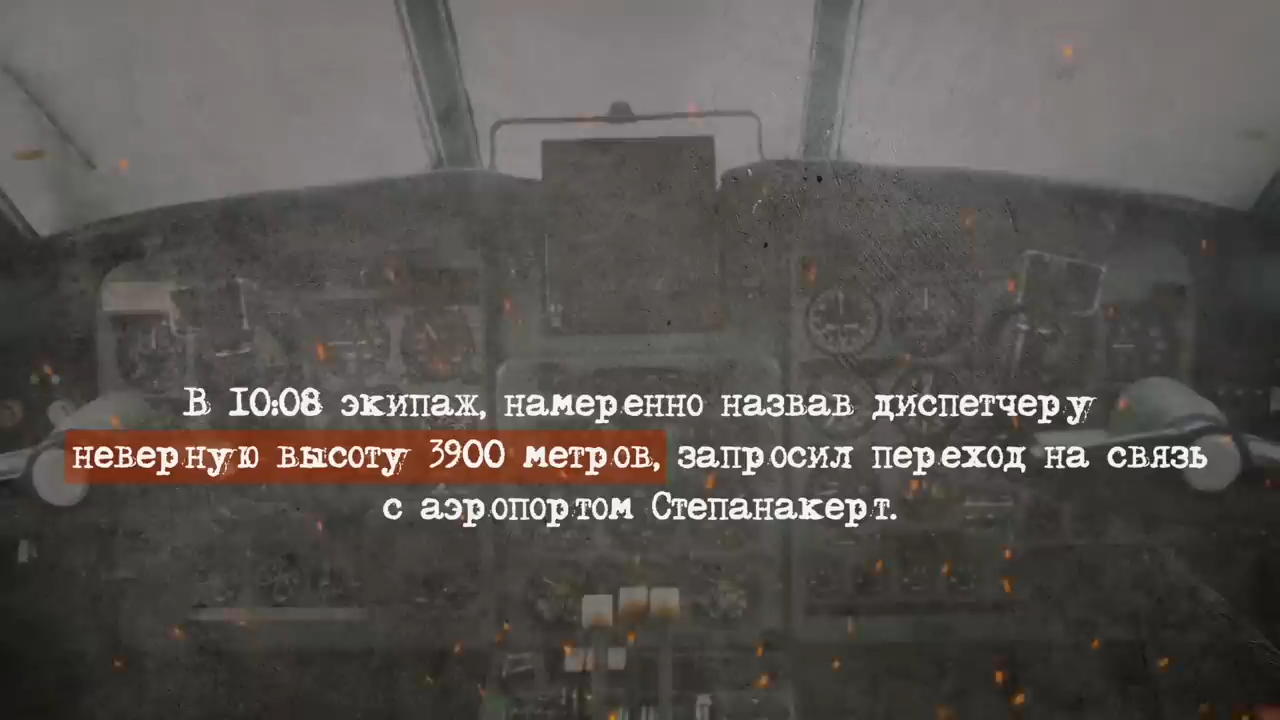 В 10:08 экипаж, намеренно назвав диспетчеру
неверную высоту 3900 метров, запросил переход на связь
с аэропортом Степанакерт.